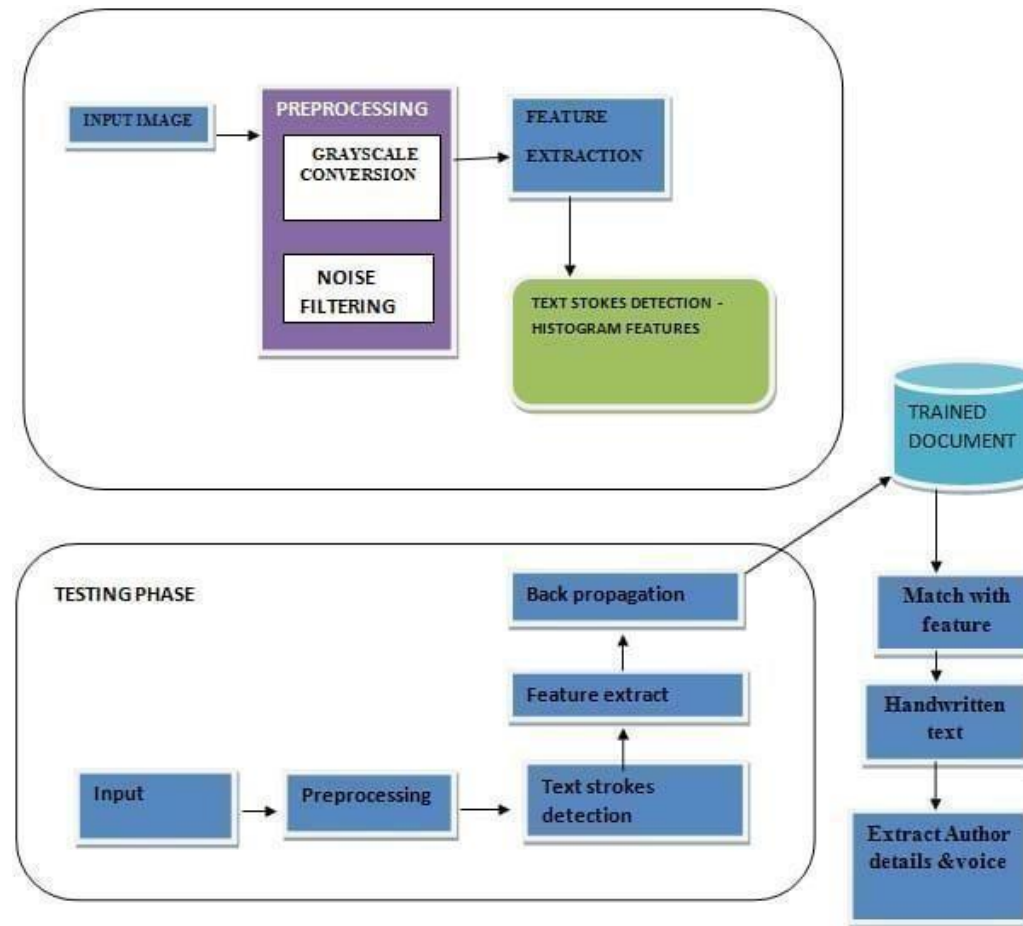 INPUT IMAGE
PREPROCESSING
GRAYSCALE
CONVERSION
NOISE
FILTERING
FEATURE
EXTRACTION
TEXT STOKES DETECTION -
HISTOGRAM FEATURES
TRAINED
DOCUMENT
TESTING PHASE
Back propagation
Feature extract
Input
Preprocessing
Text strokes
detection
Match with
feature
Handwritten
text
Extract Author
details &voice